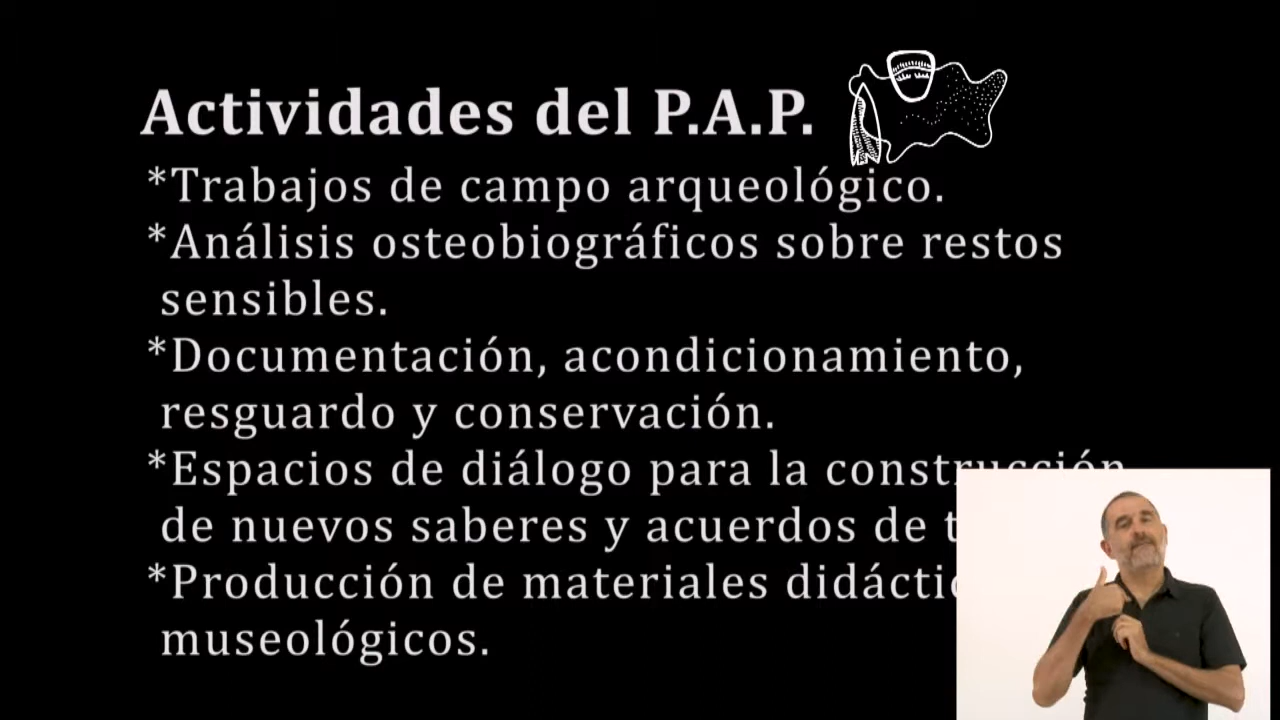 Actividades del P.A.P.
*Trabajos de campo arqueológico.
*Análisis osteobiográficos sobre restos
sensibles.
*Documentación, acondicionamiento,
resguardo y conservación.
*Espacios de diálogo para la construcción
de nuevos saberes y acuerdos de
*Producción de materiales
museológicos.